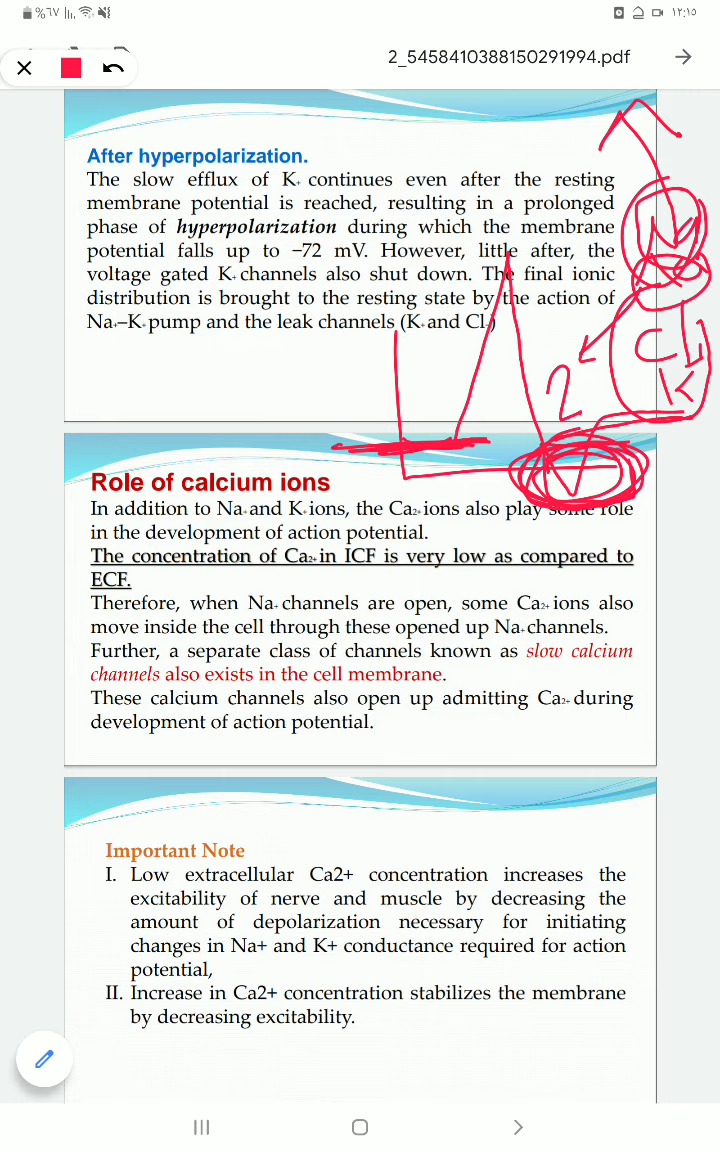 %٦٧ ١٢:١٥
2_5458410388150291994.pdf
After hyperpolarization.
The slow efflux of K+ continues even after the resting
membrane potential is reached, resulting in a prolonged
phase of hyperpolarization during which the membrane
potential falls up to −72 mV. However, little after, the
voltage gated K+ channels also shut down. The final ionic
distribution is brought to the resting state by the action of
Na+–K+ pump and the leak channels (K+ and Cl-)
Cl
K
2
Role of calcium ions
In addition to Na+ and K+ ions, the Ca2+ ions also play some role
in the development of action potential.
The concentration of Ca2+ in ICF is very low as compared to
ECF.
Therefore, when Na+ channels are open, some Ca2+ ions also
move inside the cell through these opened up Na+ channels.
Further, a separate class of channels known as slow calcium
channels also exists in the cell membrane.
These calcium channels also open up admitting Ca2+ during
development of action potential.
Important Note
I. Low extracellular Ca2+ concentration increases the
excitability of nerve and muscle by decreasing the
amount of depolarization necessary for initiating
changes in Na+ and K+ conductance required for action
potential,
II. Increase in Ca2+ concentration stabilizes the membrane
by decreasing excitability.